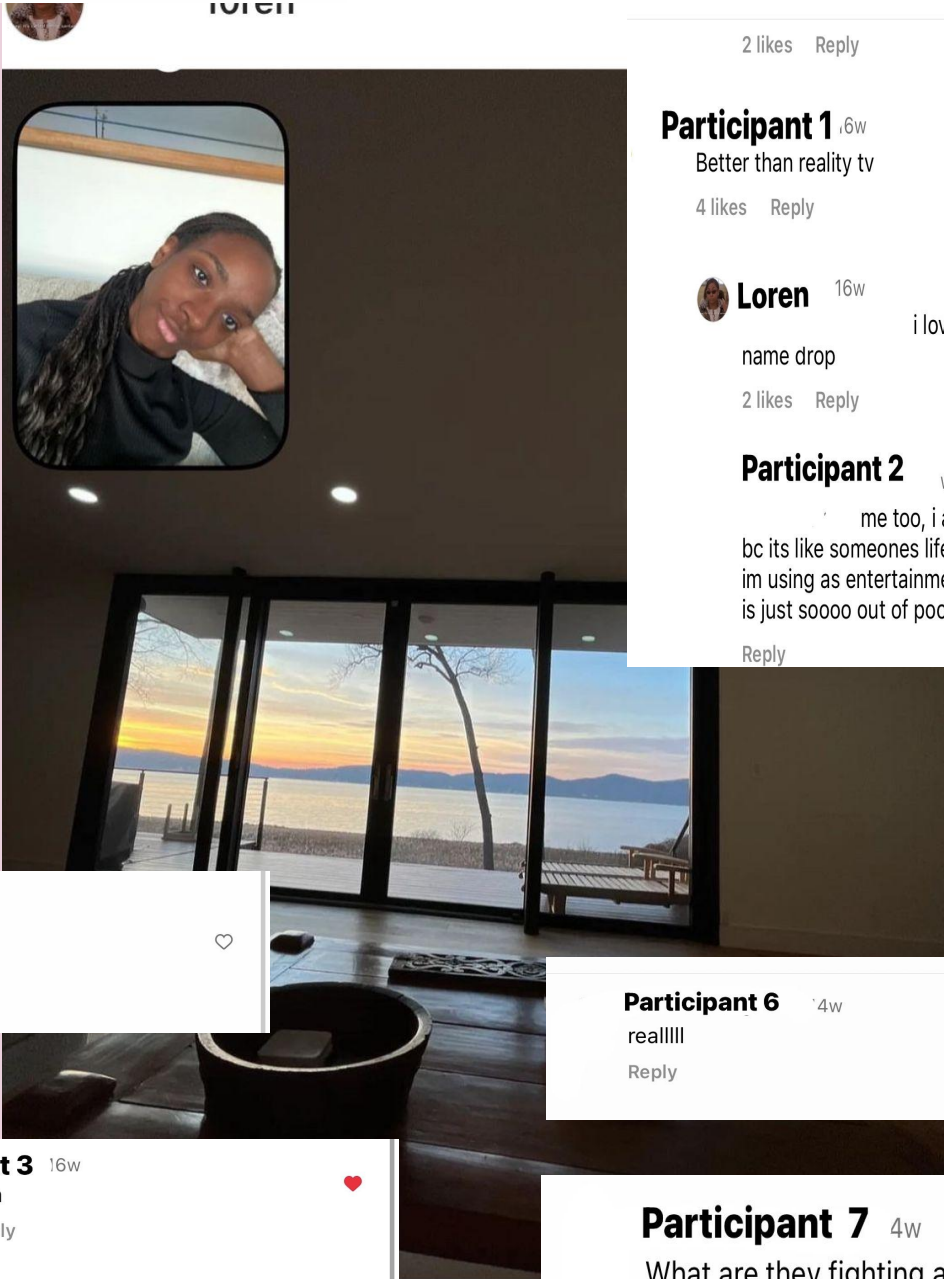 loren
2 likes Reply
Participant 1 6w
Better than reality tv
4 likes Reply
Loren 16w
i lov
name drop
2 likes Reply
Participant 2
me too, i a
bc its like someones life
im using as entertainme
is just soooo out of poc
Reply
Participant 6 4w
realllll
Reply
t 3 16w
ly
Participant 7 4w
What are they fighting a